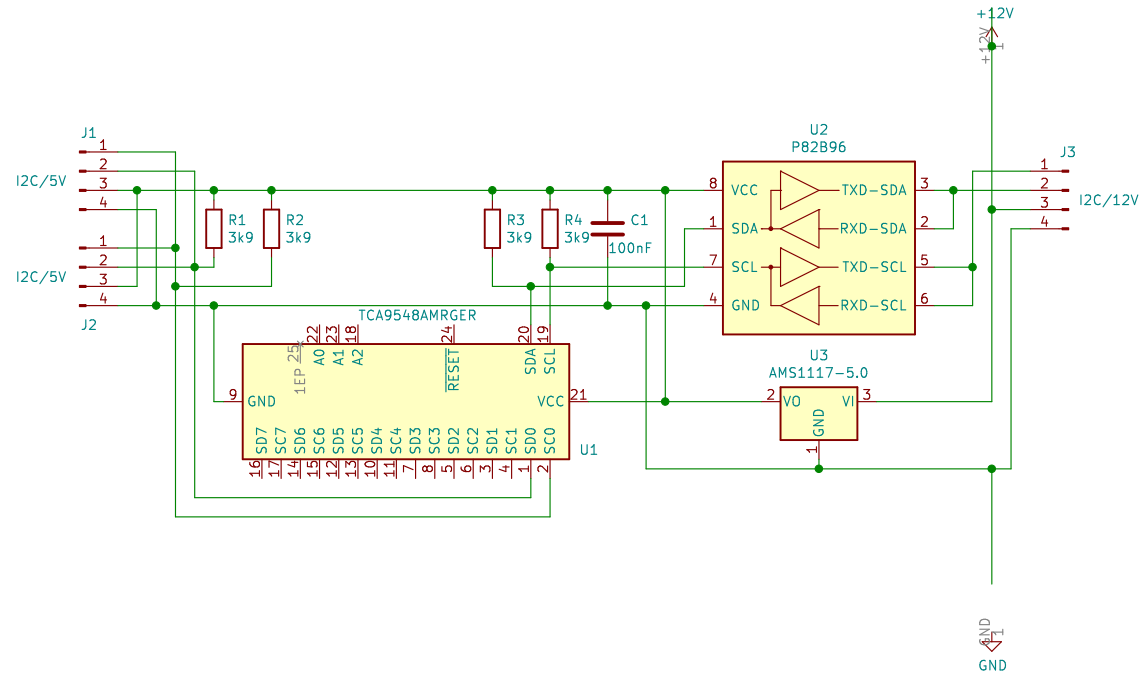 +12V
+12V 1
J1
1
2
I2C/5V
3
4
1
2
I2C/5V
3
4
J2
R1
3k9
R2
3k9
R3
3k9
R4
3k9
C1
100nF
U2
P82B96
8 VCC TXD-SDA 3
1 SDA RXD-SDA 2
7 SCL TXD-SCL 5
4 GND RXD-SCL 6
J3
1
2
I2C/12V
3
4
TCA9548AMRGER
22 23 18 24 20 19
25 A0 A1 A2 RESET SDA SCL
1EP
9 GND VCC 21
SD7 SC7 SD6 SC6 SD5 SC5 SD4 SC4 SD3 SC3 SD2 SC2 SD1 SC1 SD0 SC0
16 17 14 15 12 13 10 11 7 8 5 6 3 4 1 2
U1
U3
AMS1117-5.0
2 VO VI 3
GND
1
GND 1
GND